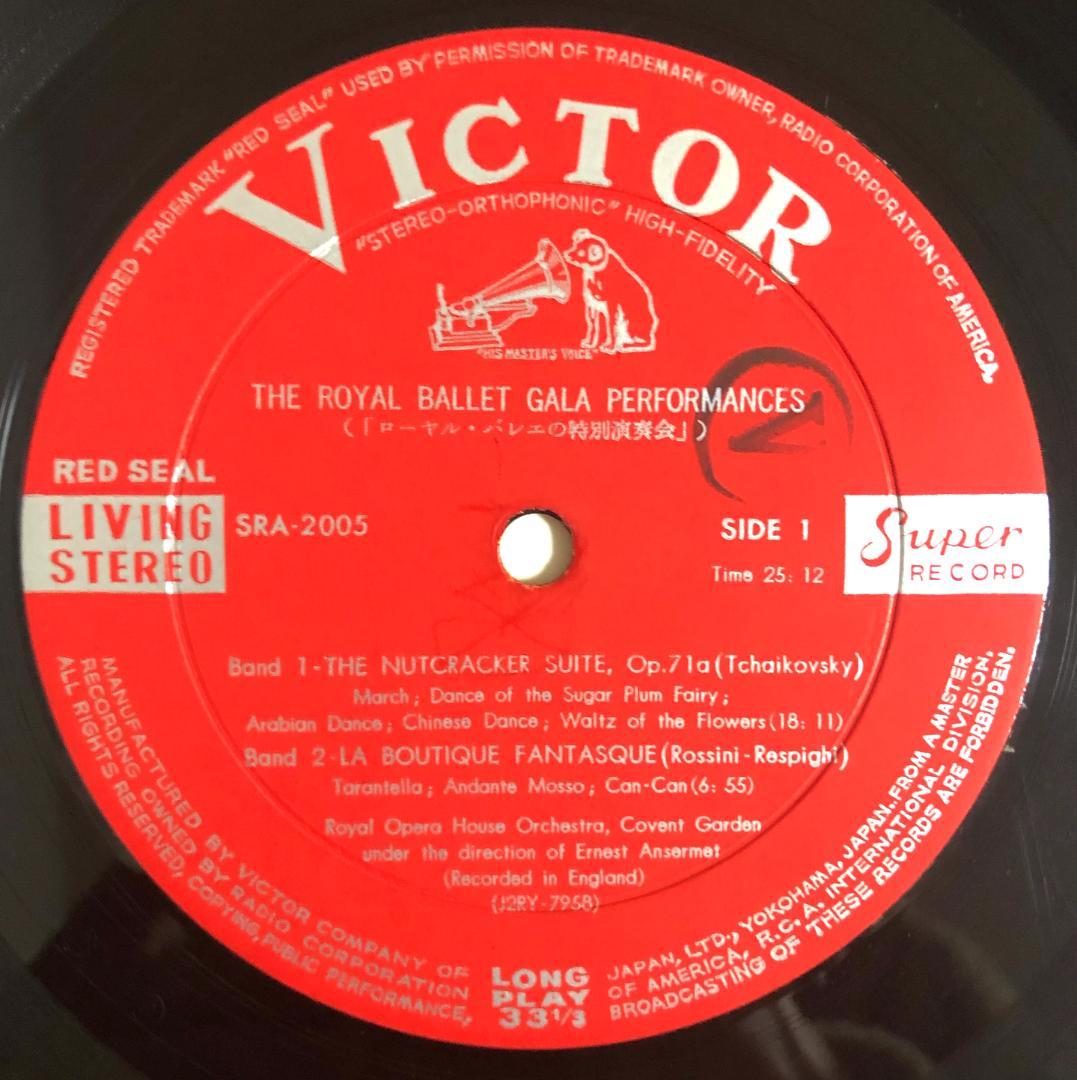 REGISTERED TRADEMARK "RED SEAL" USED BY PERMISSION OF TRADEMARK OWNER, RADIO CORPORATION OF AMERICA.
VICTOR
"STEREO-ORTHOPHONIC" HIGH-FIDELITY
"HIS MASTER'S VOICE"
THE ROYAL BALLET GALA PERFORMANCES
(「ローヤル・バレエの特別演奏会」)
RED SEAL
LIVING
STEREO
SRA-2005
SIDE 1
Time 25: 12
Super
RECORD
Band 1-THE NUTCRACKER SUITE, Op.71a(Tchaikovsky)
March; Dance of the Sugar Plum Fairy;
Arabian Dance; Chinese Dance; Waltz of the Flowers(18: 11)
Band 2-LA BOUTIQUE FANTASQUE(Rossini-Respighi)
Tarantella; Andante Mosso; Can-Can(6: 55)
Royal Opera House Orchestra, Covent Garden
under the direction of Ernest Ansermet
(Recorded in England)
(J2RY-7958)
MANUFACTURED BY VICTOR COMPANY OF JAPAN, LTD., YOKOHAMA, JAPAN. FROM A MASTER
RECORDING OWNED BY RADIO CORPORATION OF AMERICA, R.C.A. INTERNATIONAL DIVISION.
ALL RIGHTS RESERVED, COPYING, PUBLIC PERFORMANCE, BROADCASTING OF THESE RECORDS ARE FORBIDDEN.
LONG
PLAY
33 1/3